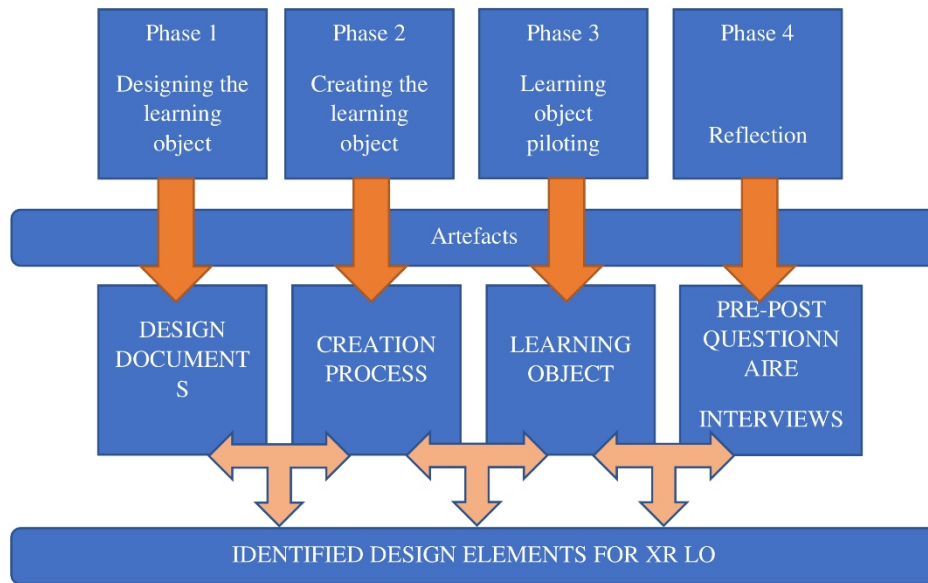 Phase 1
Designing the
learning
object
Phase 2
Creating the
learning
object
Phase 3
Learning
object
piloting
Phase 4
Reflection
Artefacts
DESIGN
DOCUMENT
S
CREATION
PROCESS
LEARNING
OBJECT
PRE-POST
QUESTIONN
AIRE
INTERVIEWS
IDENTIFIED DESIGN ELEMENTS FOR XR LO